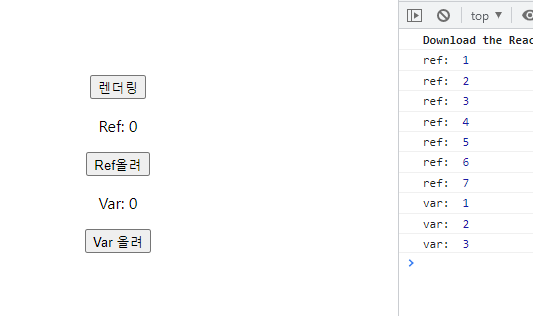 렌더링
Ref: 0
Ref올려
Var: 0
Var 올려
top ▼
Download the Reac
ref: 1
ref: 2
ref: 3
ref: 4
ref: 5
ref: 6
ref: 7
var: 1
var: 2
var: 3